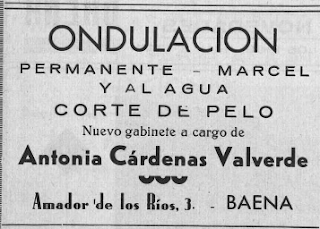 ONDULACION
PERMANENTE - MARCEL
Y AL AGUA
CORTE DE PELO
Nuevo gabinete a cargo de
Antonia Cárdenas Valverde
Amador de los Ríos, 3. - BAENA